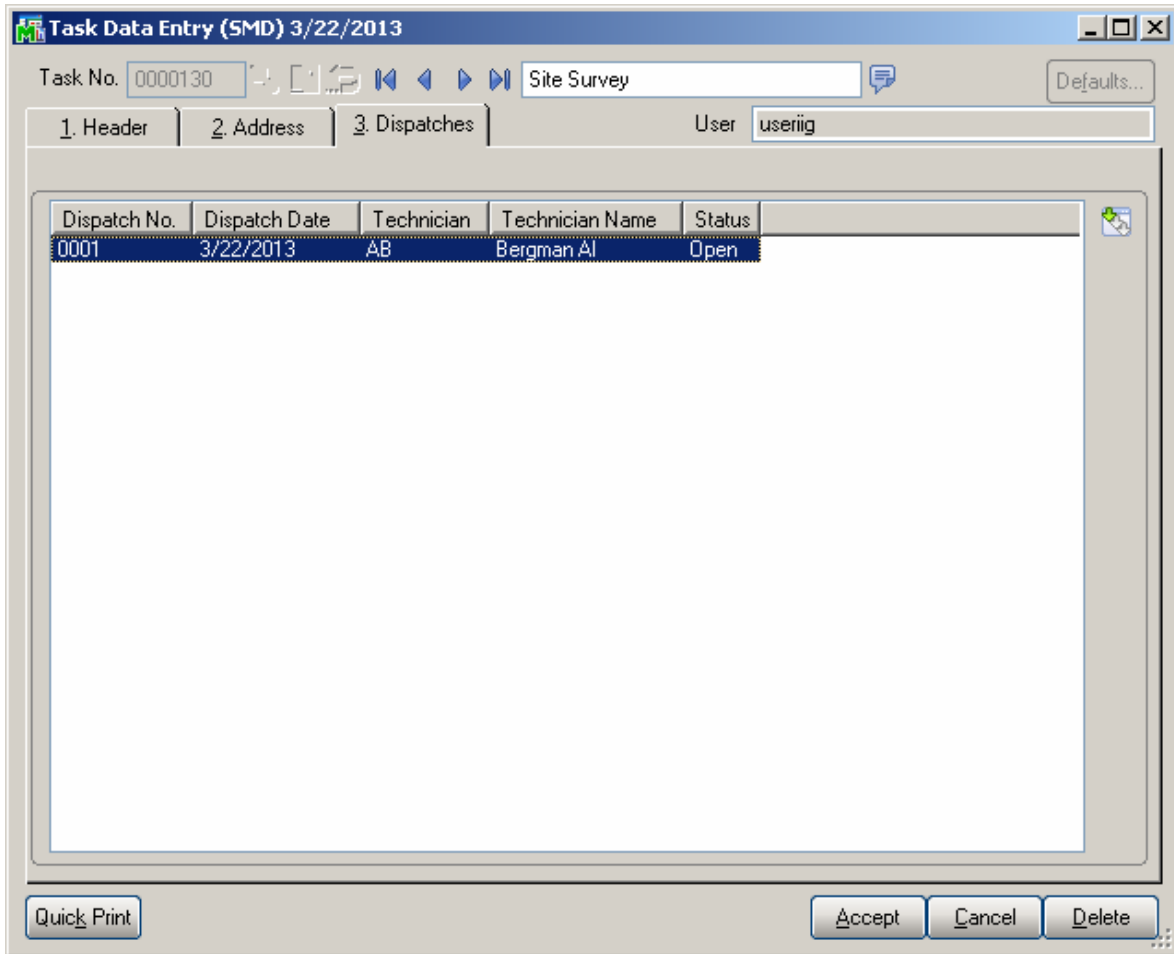 Task Data Entry (SMD) 3/22/2013
Task No. 0000130 Site Survey Defaults...
1. Header 2. Address 3. Dispatches User useriig
Dispatch No. Dispatch Date Technician Technician Name Status
0001 3/22/2013 AB Bergman Al Open
Quick Print Accept Cancel Delete